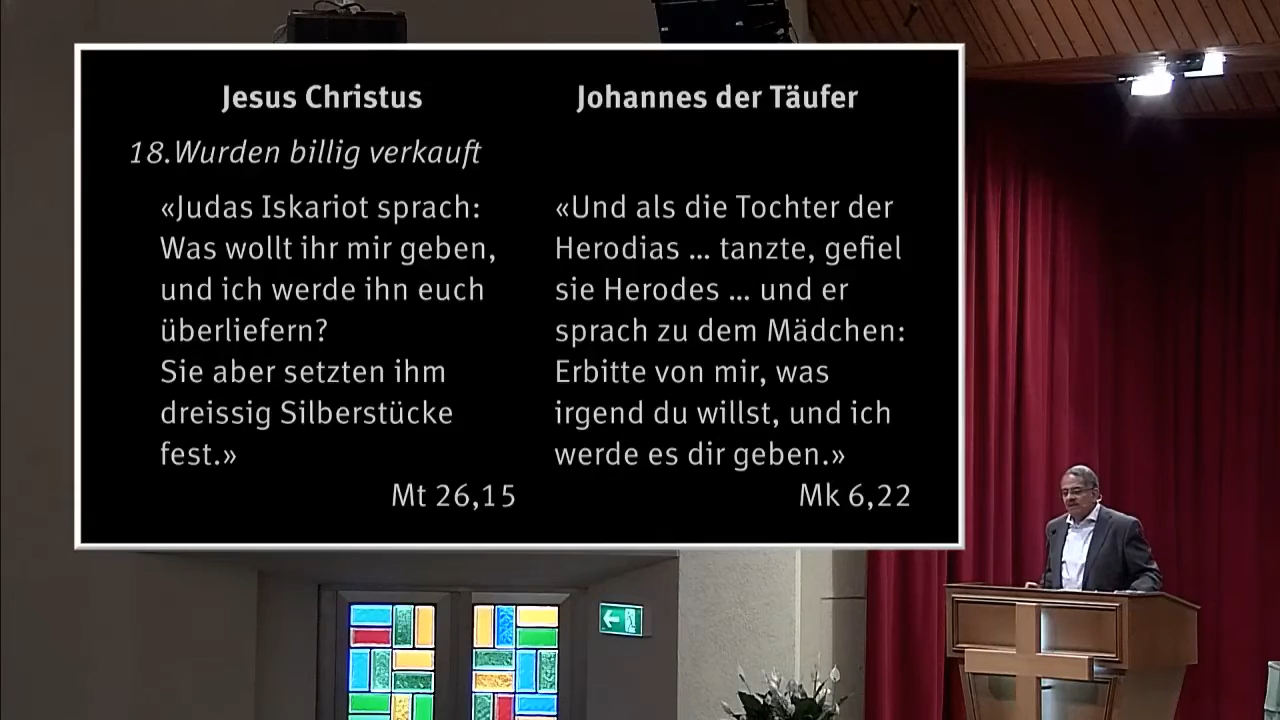 Jesus Christus
Johannes der Täufer
18.Wurden billig verkauft
«Judas Iskariot sprach:
Was wollt ihr mir geben,
und ich werde ihn euch
überliefern?
Sie aber setzten ihm
dreissig Silberstücke
fest.»
Mt 26,15
«Und als die Tochter der
Herodias ... tanzte, gefiel
sie Herodes ... und er
sprach zu dem Mädchen:
Erbitte von mir, was
irgend du willst, und ich
werde es dir geben.»
Mk 6,22